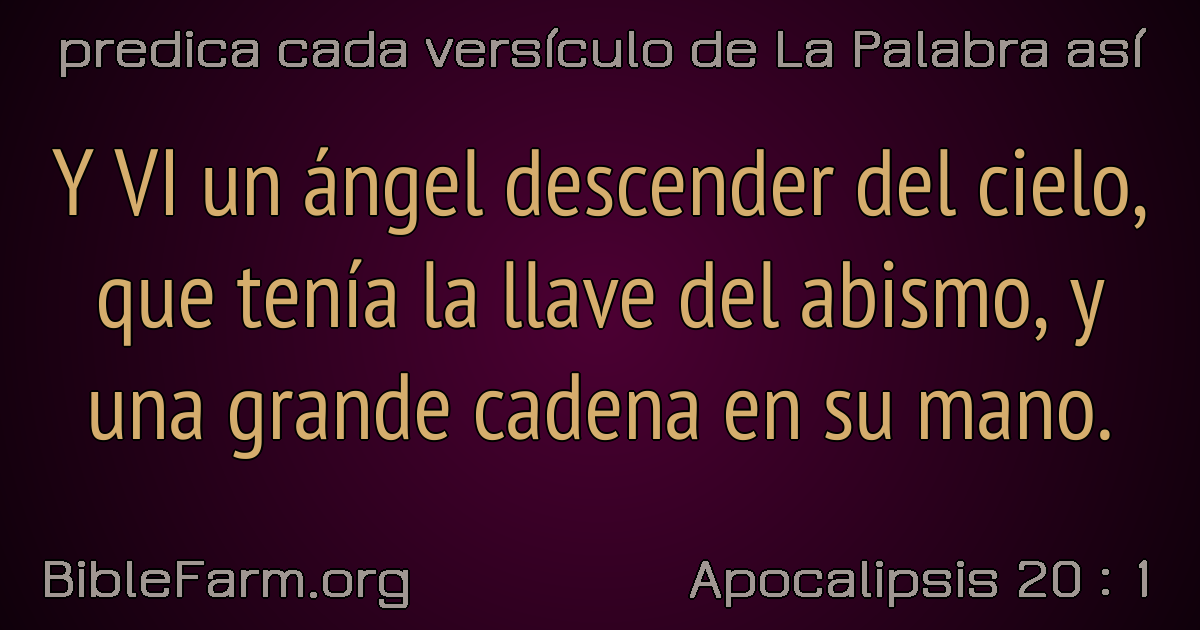 predica cada versículo de La Palabra así
Y VI un ángel descender del cielo,
que tenía la llave del abismo, y
una grande cadena en su mano.
BibleFarm.org
Apocalipsis 20 : 1